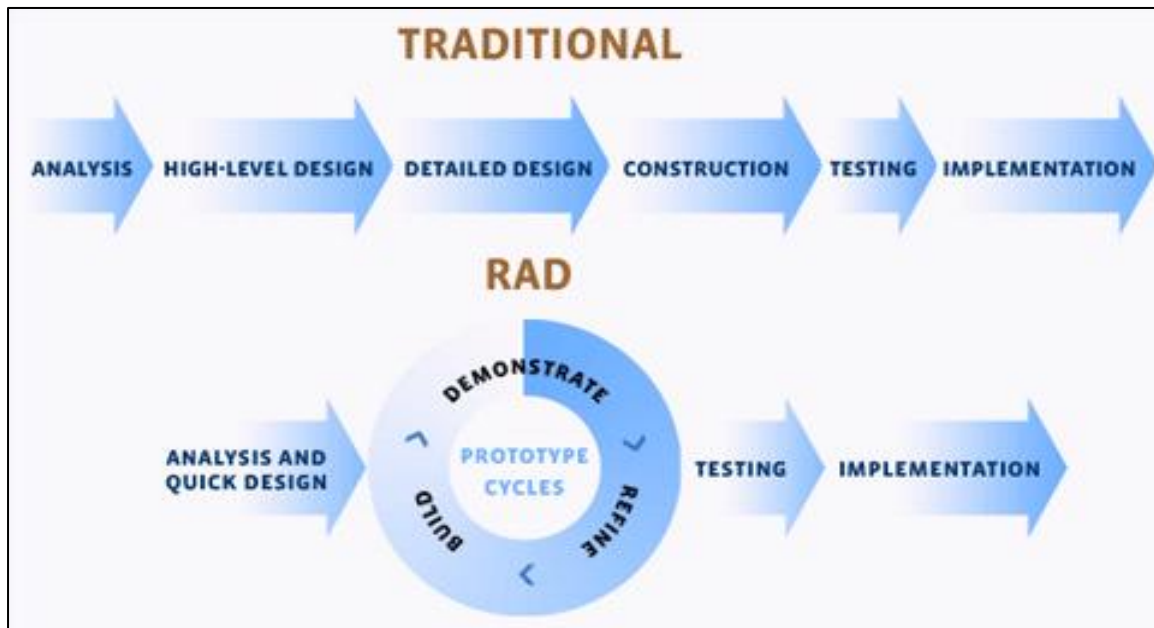 TRADITIONAL
ANALYSIS
HIGH-LEVEL DESIGN
DETAILED DESIGN
CONSTRUCTION
TESTING
IMPLEMENTATION
RAD
ANALYSIS AND
QUICK DESIGN
DEMONSTRATE
REFINE
BUILD
PROTOTYPE
CYCLES
TESTING
IMPLEMENTATION